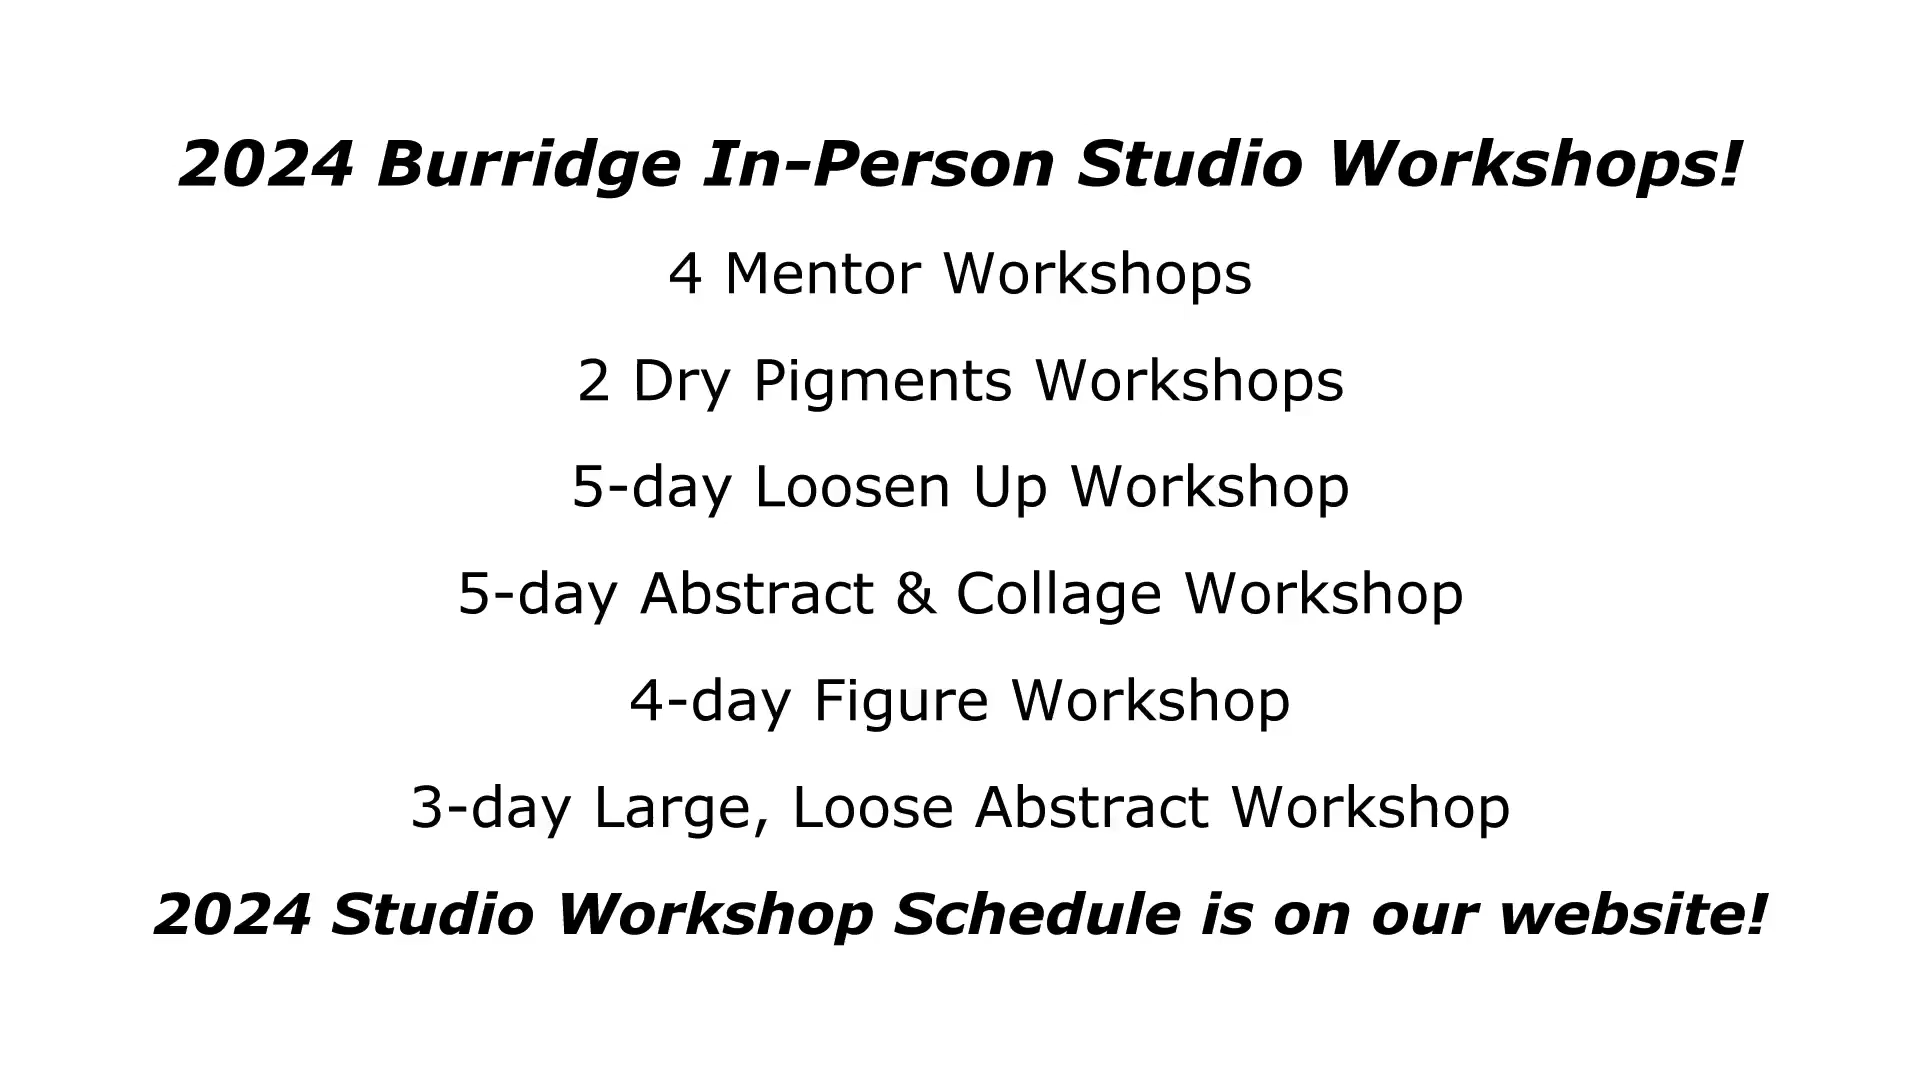 2024 Burridge In-Person Studio Workshops!
4 Mentor Workshops
2 Dry Pigments Workshops
5-day Loosen Up Workshop
5-day Abstract & Collage Workshop
4-day Figure Workshop
3-day Large, Loose Abstract Workshop
2024 Studio Workshop Schedule is on our website!